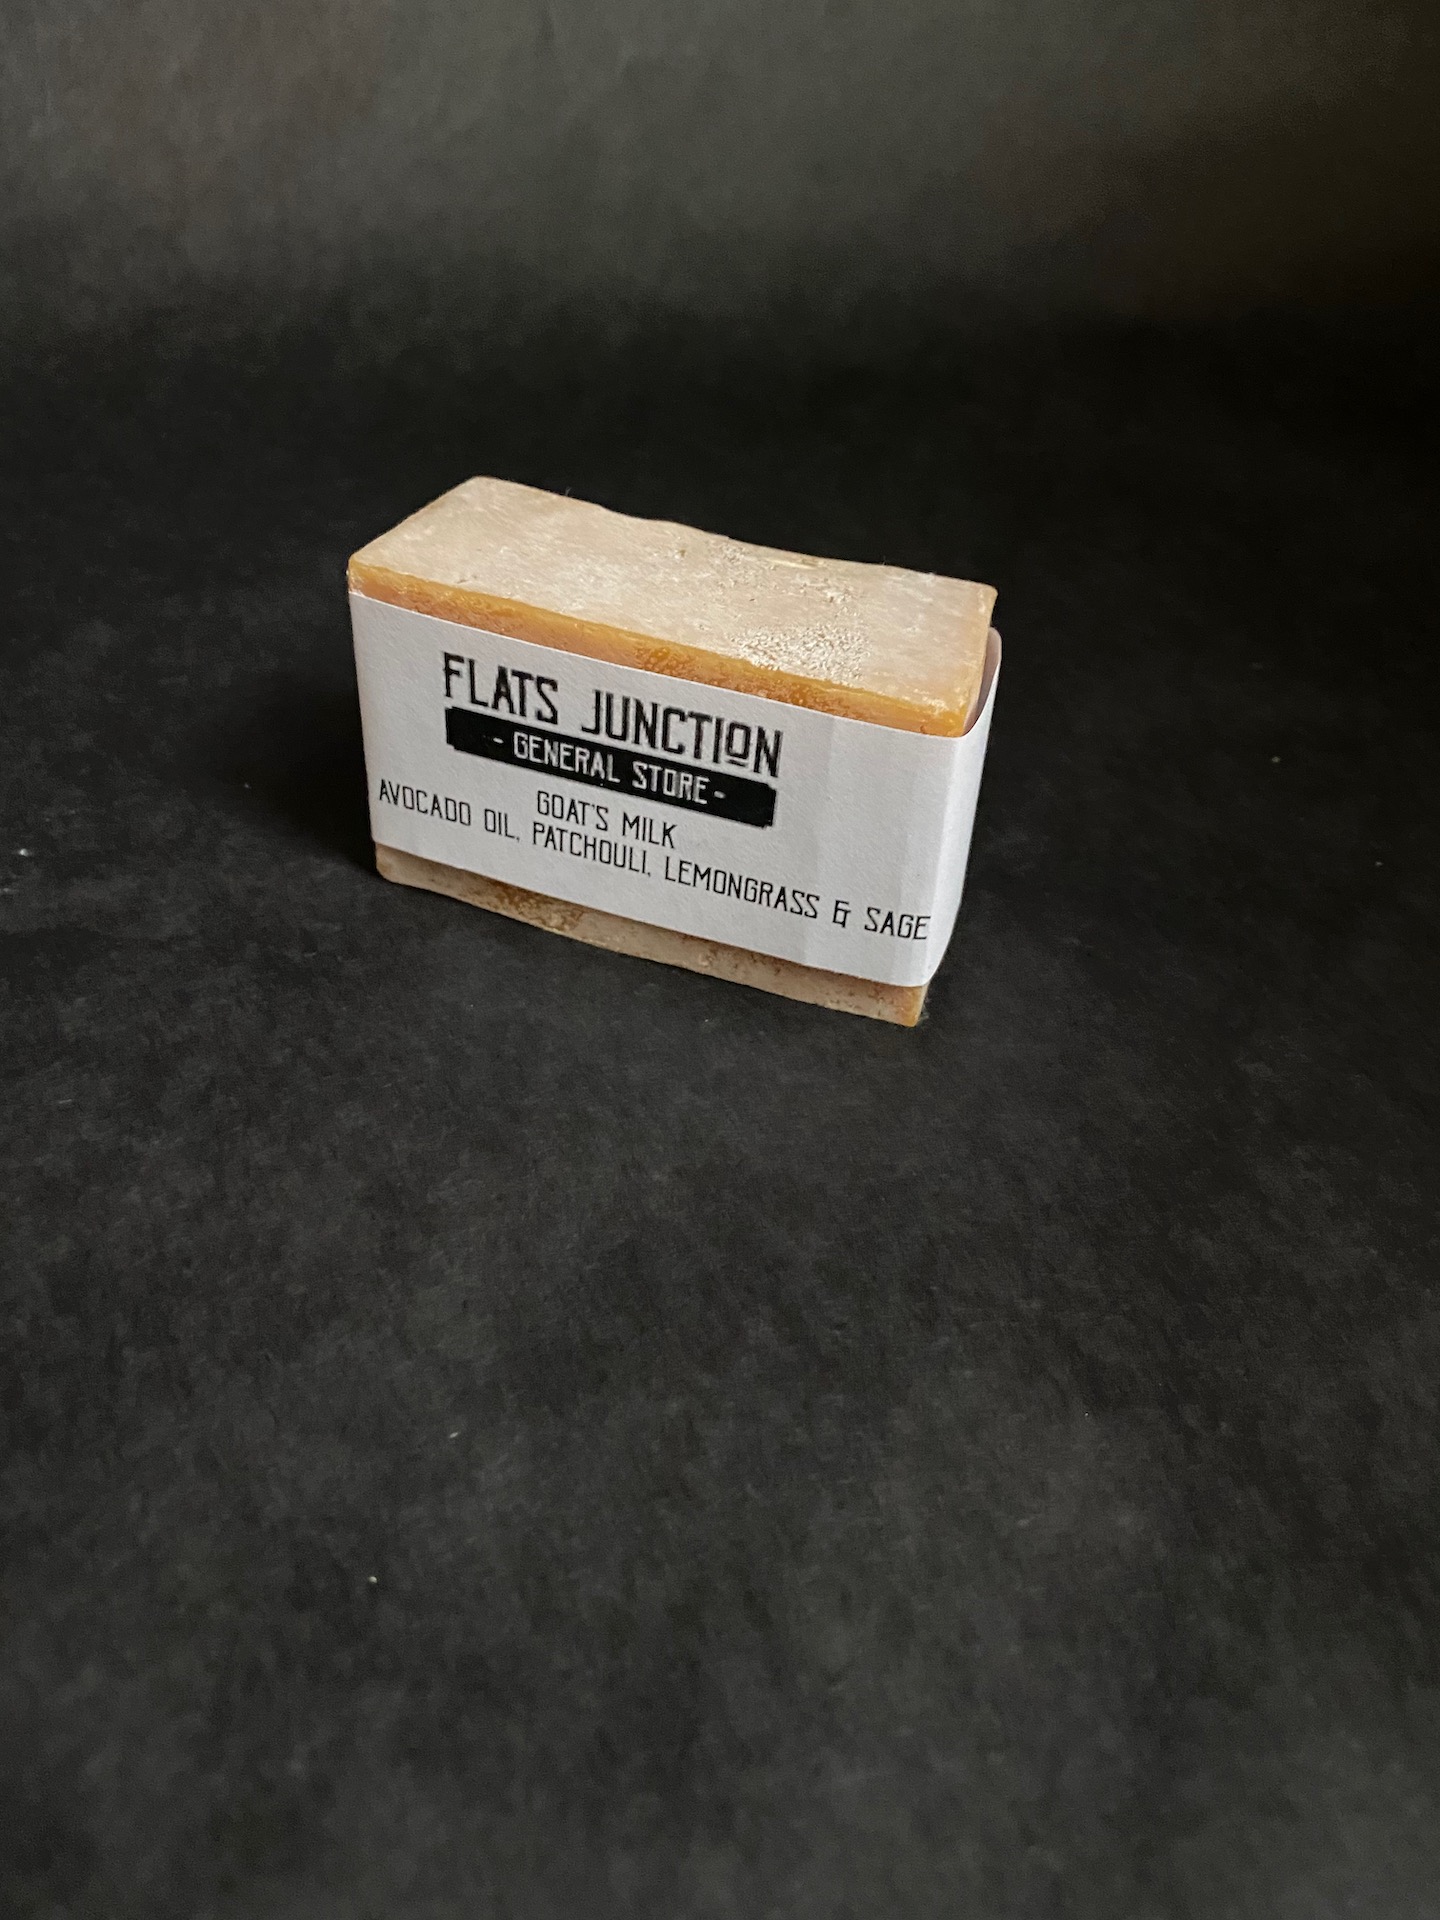 FLATS JUNCTION
- GENERAL STORE -
GOAT'S MILK
AVOCADO OIL, PATCHOULI, LEMONGRASS & SAGE